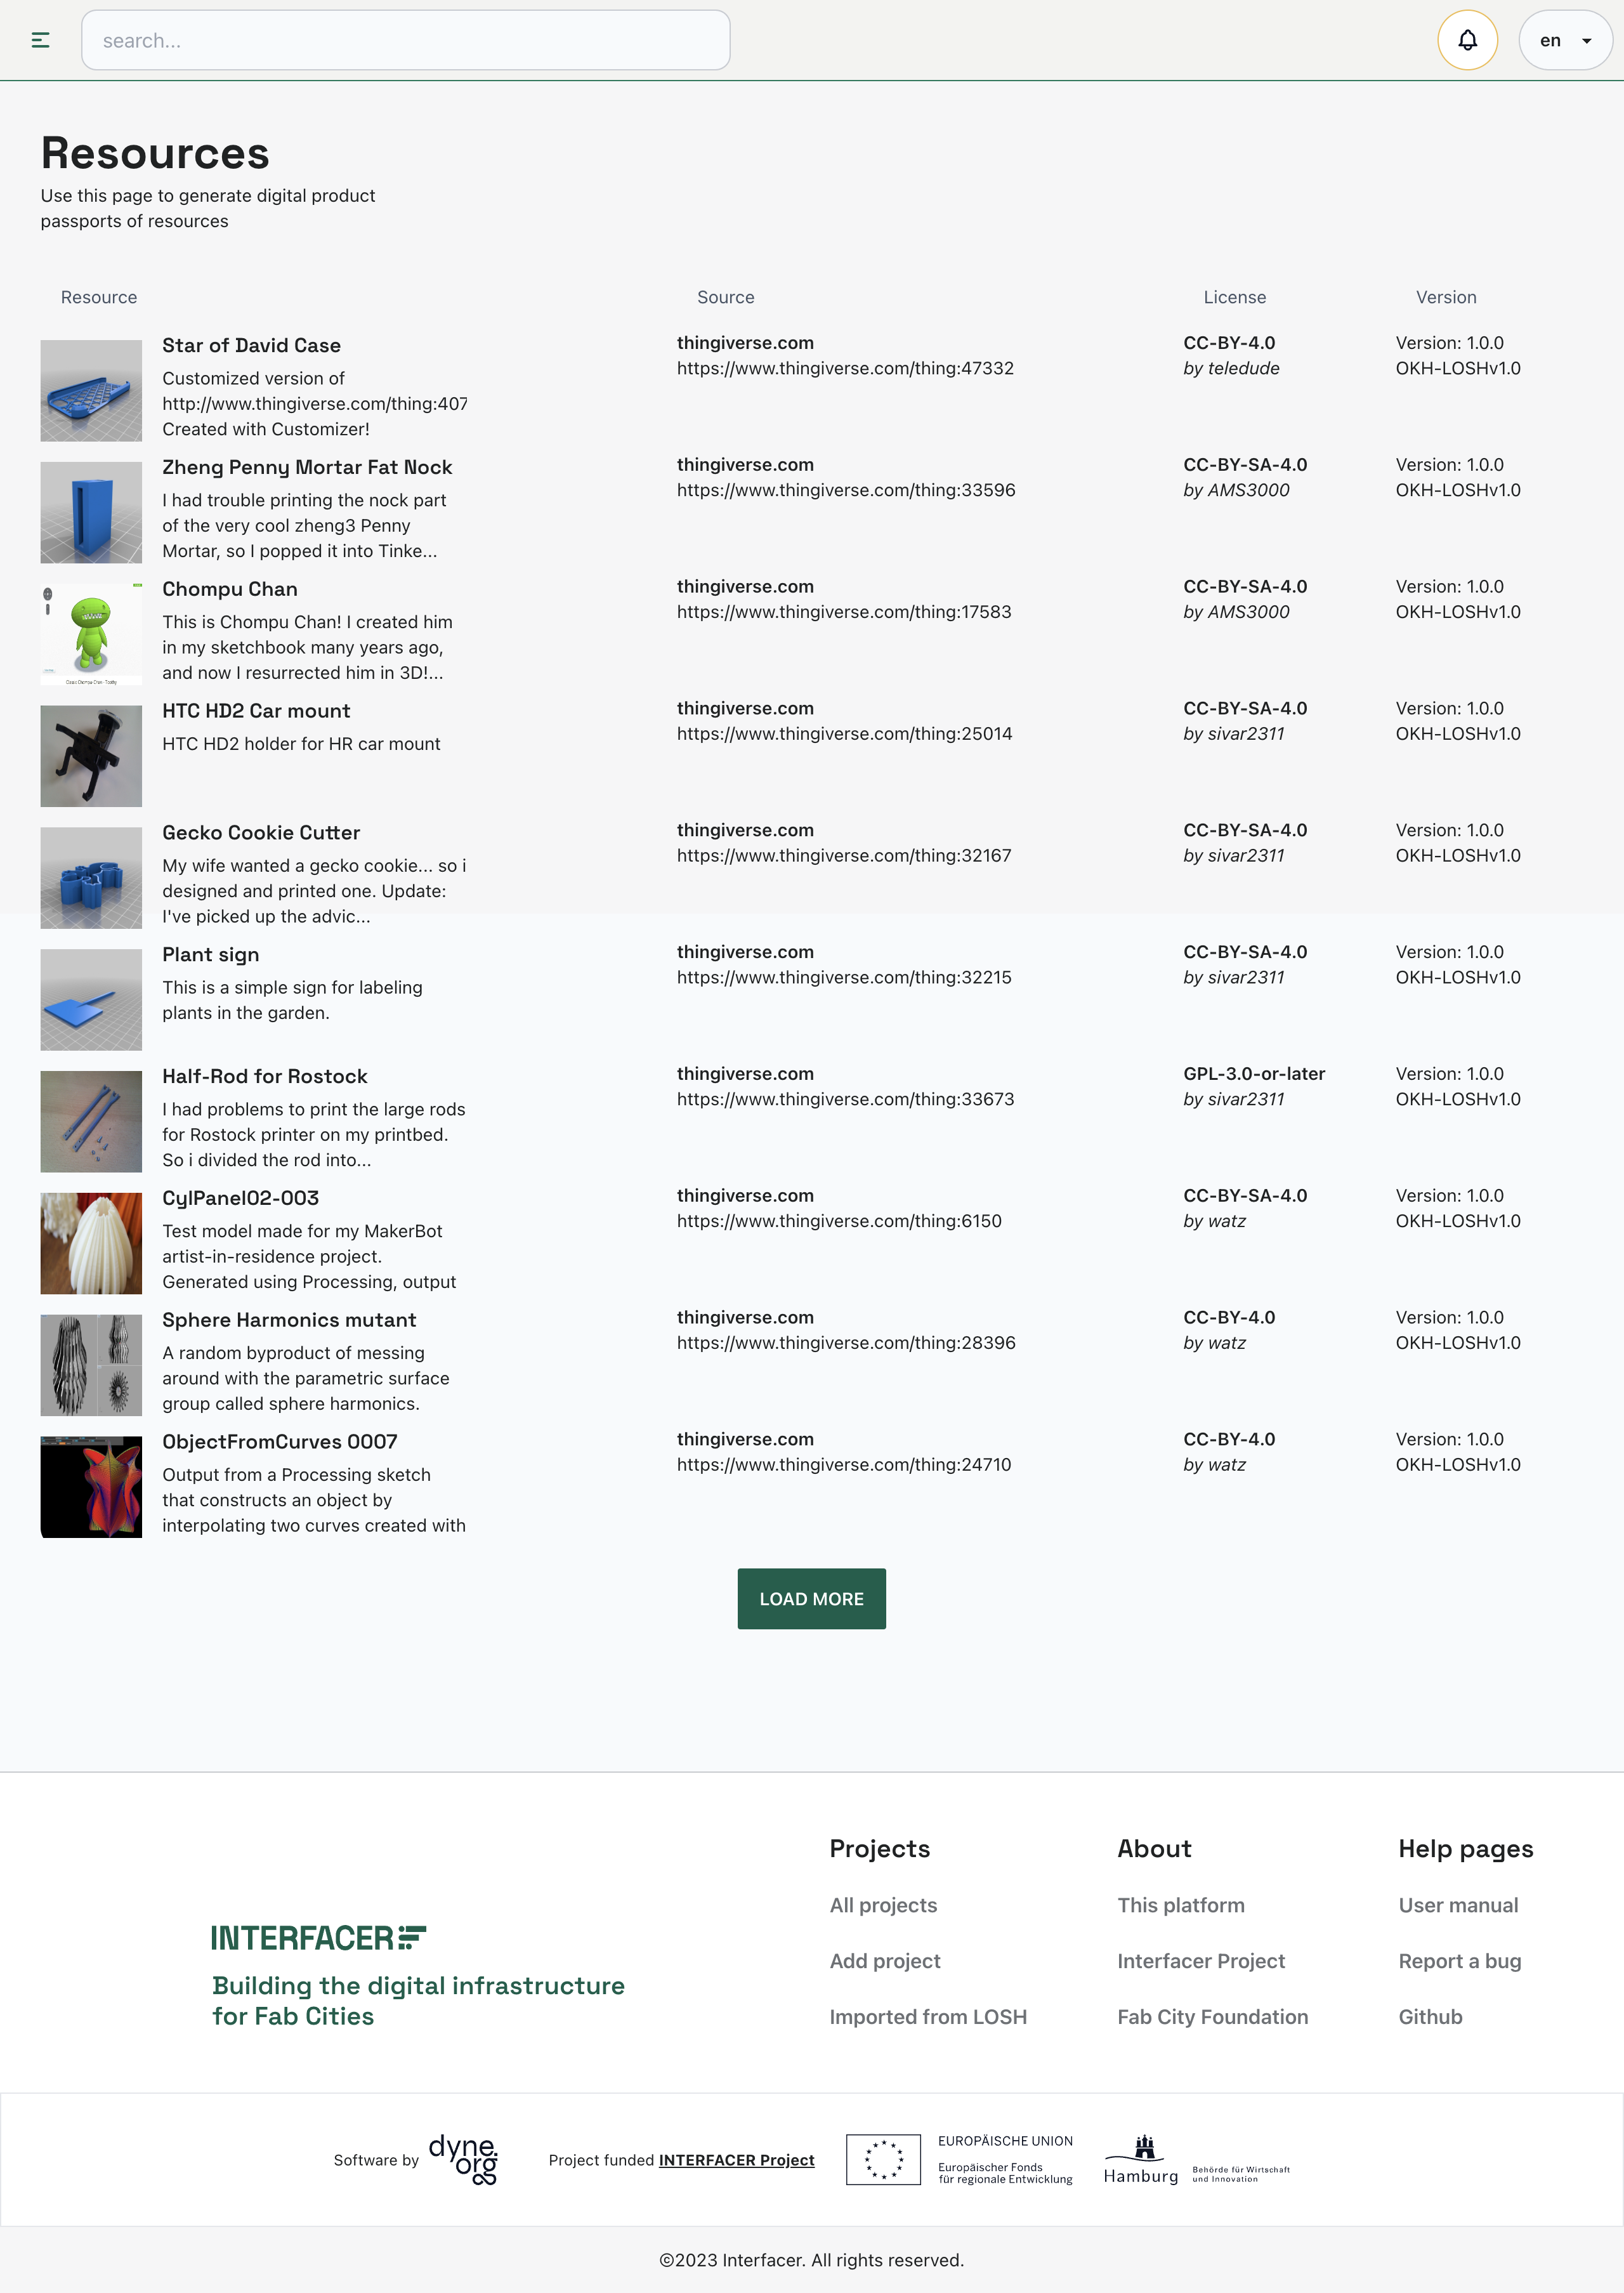 search...
en
Resources
Use this page to generate digital product
passports of resources
Resource
Source
License
Version
Star of David Case
Customized version of
http://www.thingiverse.com/thing:407
Created with Customizer!
thingiverse.com
https://www.thingiverse.com/thing:47332
CC-BY-4.0
by teledude
Version: 1.0.0
OKH-LOSHv1.0
Zheng Penny Mortar Fat Nock
I had trouble printing the nock part
of the very cool zheng3 Penny
Mortar, so I popped it into Tinke...
thingiverse.com
https://www.thingiverse.com/thing:33596
CC-BY-SA-4.0
by AMS3000
Version: 1.0.0
OKH-LOSHv1.0
Chompu Chan
This is Chompu Chan! I created him
in my sketchbook many years ago,
and now I resurrected him in 3D!...
thingiverse.com
https://www.thingiverse.com/thing:17583
CC-BY-SA-4.0
by AMS3000
Version: 1.0.0
OKH-LOSHv1.0
HTC HD2 Car mount
HTC HD2 holder for HR car mount
thingiverse.com
https://www.thingiverse.com/thing:25014
CC-BY-SA-4.0
by sivar2311
Version: 1.0.0
OKH-LOSHv1.0
Gecko Cookie Cutter
My wife wanted a gecko cookie... so i
designed and printed one. Update:
I've picked up the advic...
thingiverse.com
https://www.thingiverse.com/thing:32167
CC-BY-SA-4.0
by sivar2311
Version: 1.0.0
OKH-LOSHv1.0
Plant sign
This is a simple sign for labeling
plants in the garden.
thingiverse.com
https://www.thingiverse.com/thing:32215
CC-BY-SA-4.0
by sivar2311
Version: 1.0.0
OKH-LOSHv1.0
Half-Rod for Rostock
I had problems to print the large rods
for Rostock printer on my printbed.
So i divided the rod into...
thingiverse.com
https://www.thingiverse.com/thing:33673
GPL-3.0-or-later
by sivar2311
Version: 1.0.0
OKH-LOSHv1.0
CylPanel02-003
Test model made for my MakerBot
artist-in-residence project.
Generated using Processing, output
thingiverse.com
https://www.thingiverse.com/thing:6150
CC-BY-SA-4.0
by watz
Version: 1.0.0
OKH-LOSHv1.0
Sphere Harmonics mutant
A random byproduct of messing
around with the parametric surface
group called sphere harmonics.
thingiverse.com
https://www.thingiverse.com/thing:28396
CC-BY-4.0
by watz
Version: 1.0.0
OKH-LOSHv1.0
ObjectFromCurves 0007
Output from a Processing sketch
that constructs an object by
interpolating two curves created with
thingiverse.com
https://www.thingiverse.com/thing:24710
CC-BY-4.0
by watz
Version: 1.0.0
OKH-LOSHv1.0
LOAD MORE
INTERFACER
Building the digital infrastructure
for Fab Cities
Projects
All projects
Add project
Imported from LOSH
About
This platform
Interfacer Project
Fab City Foundation
Help pages
User manual
Report a bug
Github
Software by
dyne.
org
Project funded INTERFACER Project
EUROPÄISCHE UNION
Europäischer Fonds
für regionale Entwicklung
Hamburg
Behörde für Wirtschaft
und Innovation
©2023 Interfacer. All rights reserved.